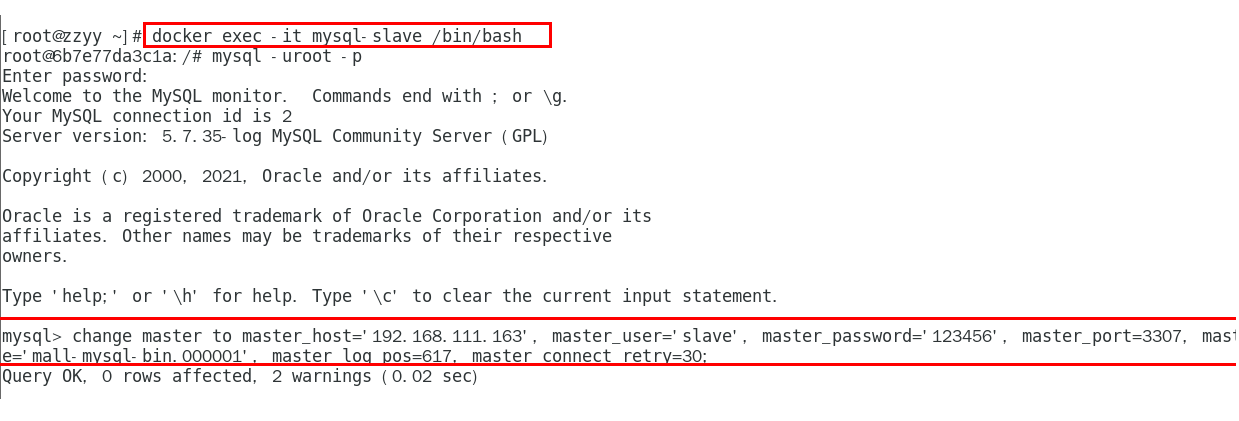 [root@zzyy ~]# docker exec -it mysql-slave /bin/bash
root@6b7e77da3c1a:/# mysql -uroot -p
Enter password:
Welcome to the MySQL monitor.  Commands end with ; or \g.
Your MySQL connection id is 2
Server version: 5.7.35-log MySQL Community Server (GPL)
Copyright (c) 2000, 2021, Oracle and/or its affiliates.
Oracle is a registered trademark of Oracle Corporation and/or its
affiliates. Other names may be trademarks of their respective
owners.
Type 'help;' or '\h' for help. Type '\c' to clear the current input statement.
mysql> change master to master_host='192.168.111.163', master_user='slave', master_password='123456', master_port=3307, mast
e='mall-mysql-bin.000001', master_log_pos=617, master_connect_retry=30;
Query OK, 0 rows affected, 2 warnings (0.02 sec)